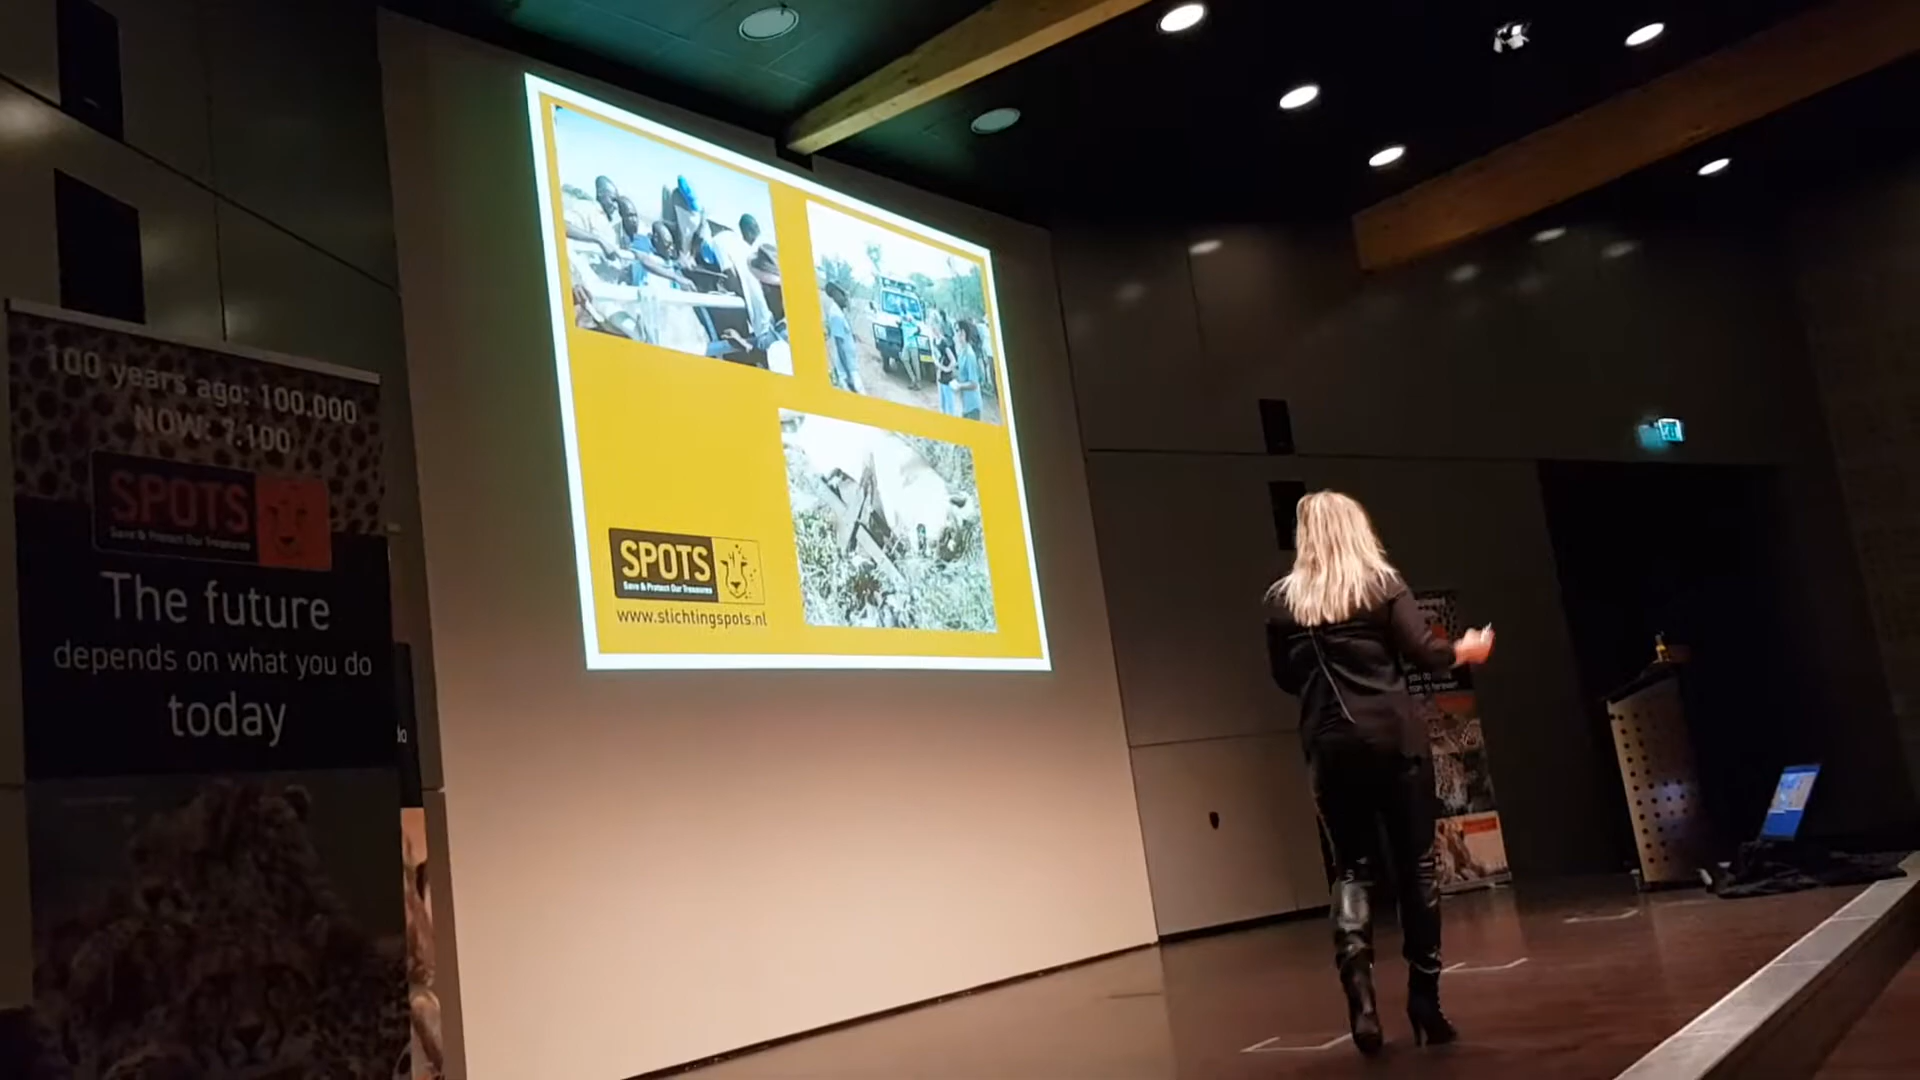 100 years ago: 100.000
NOW: 7.100
SPOTS
Save & Protect Our Treasures
The future
depends on what you do
today
SPOTS
Save & Protect Our Treasures
www.stichtingspots.nl